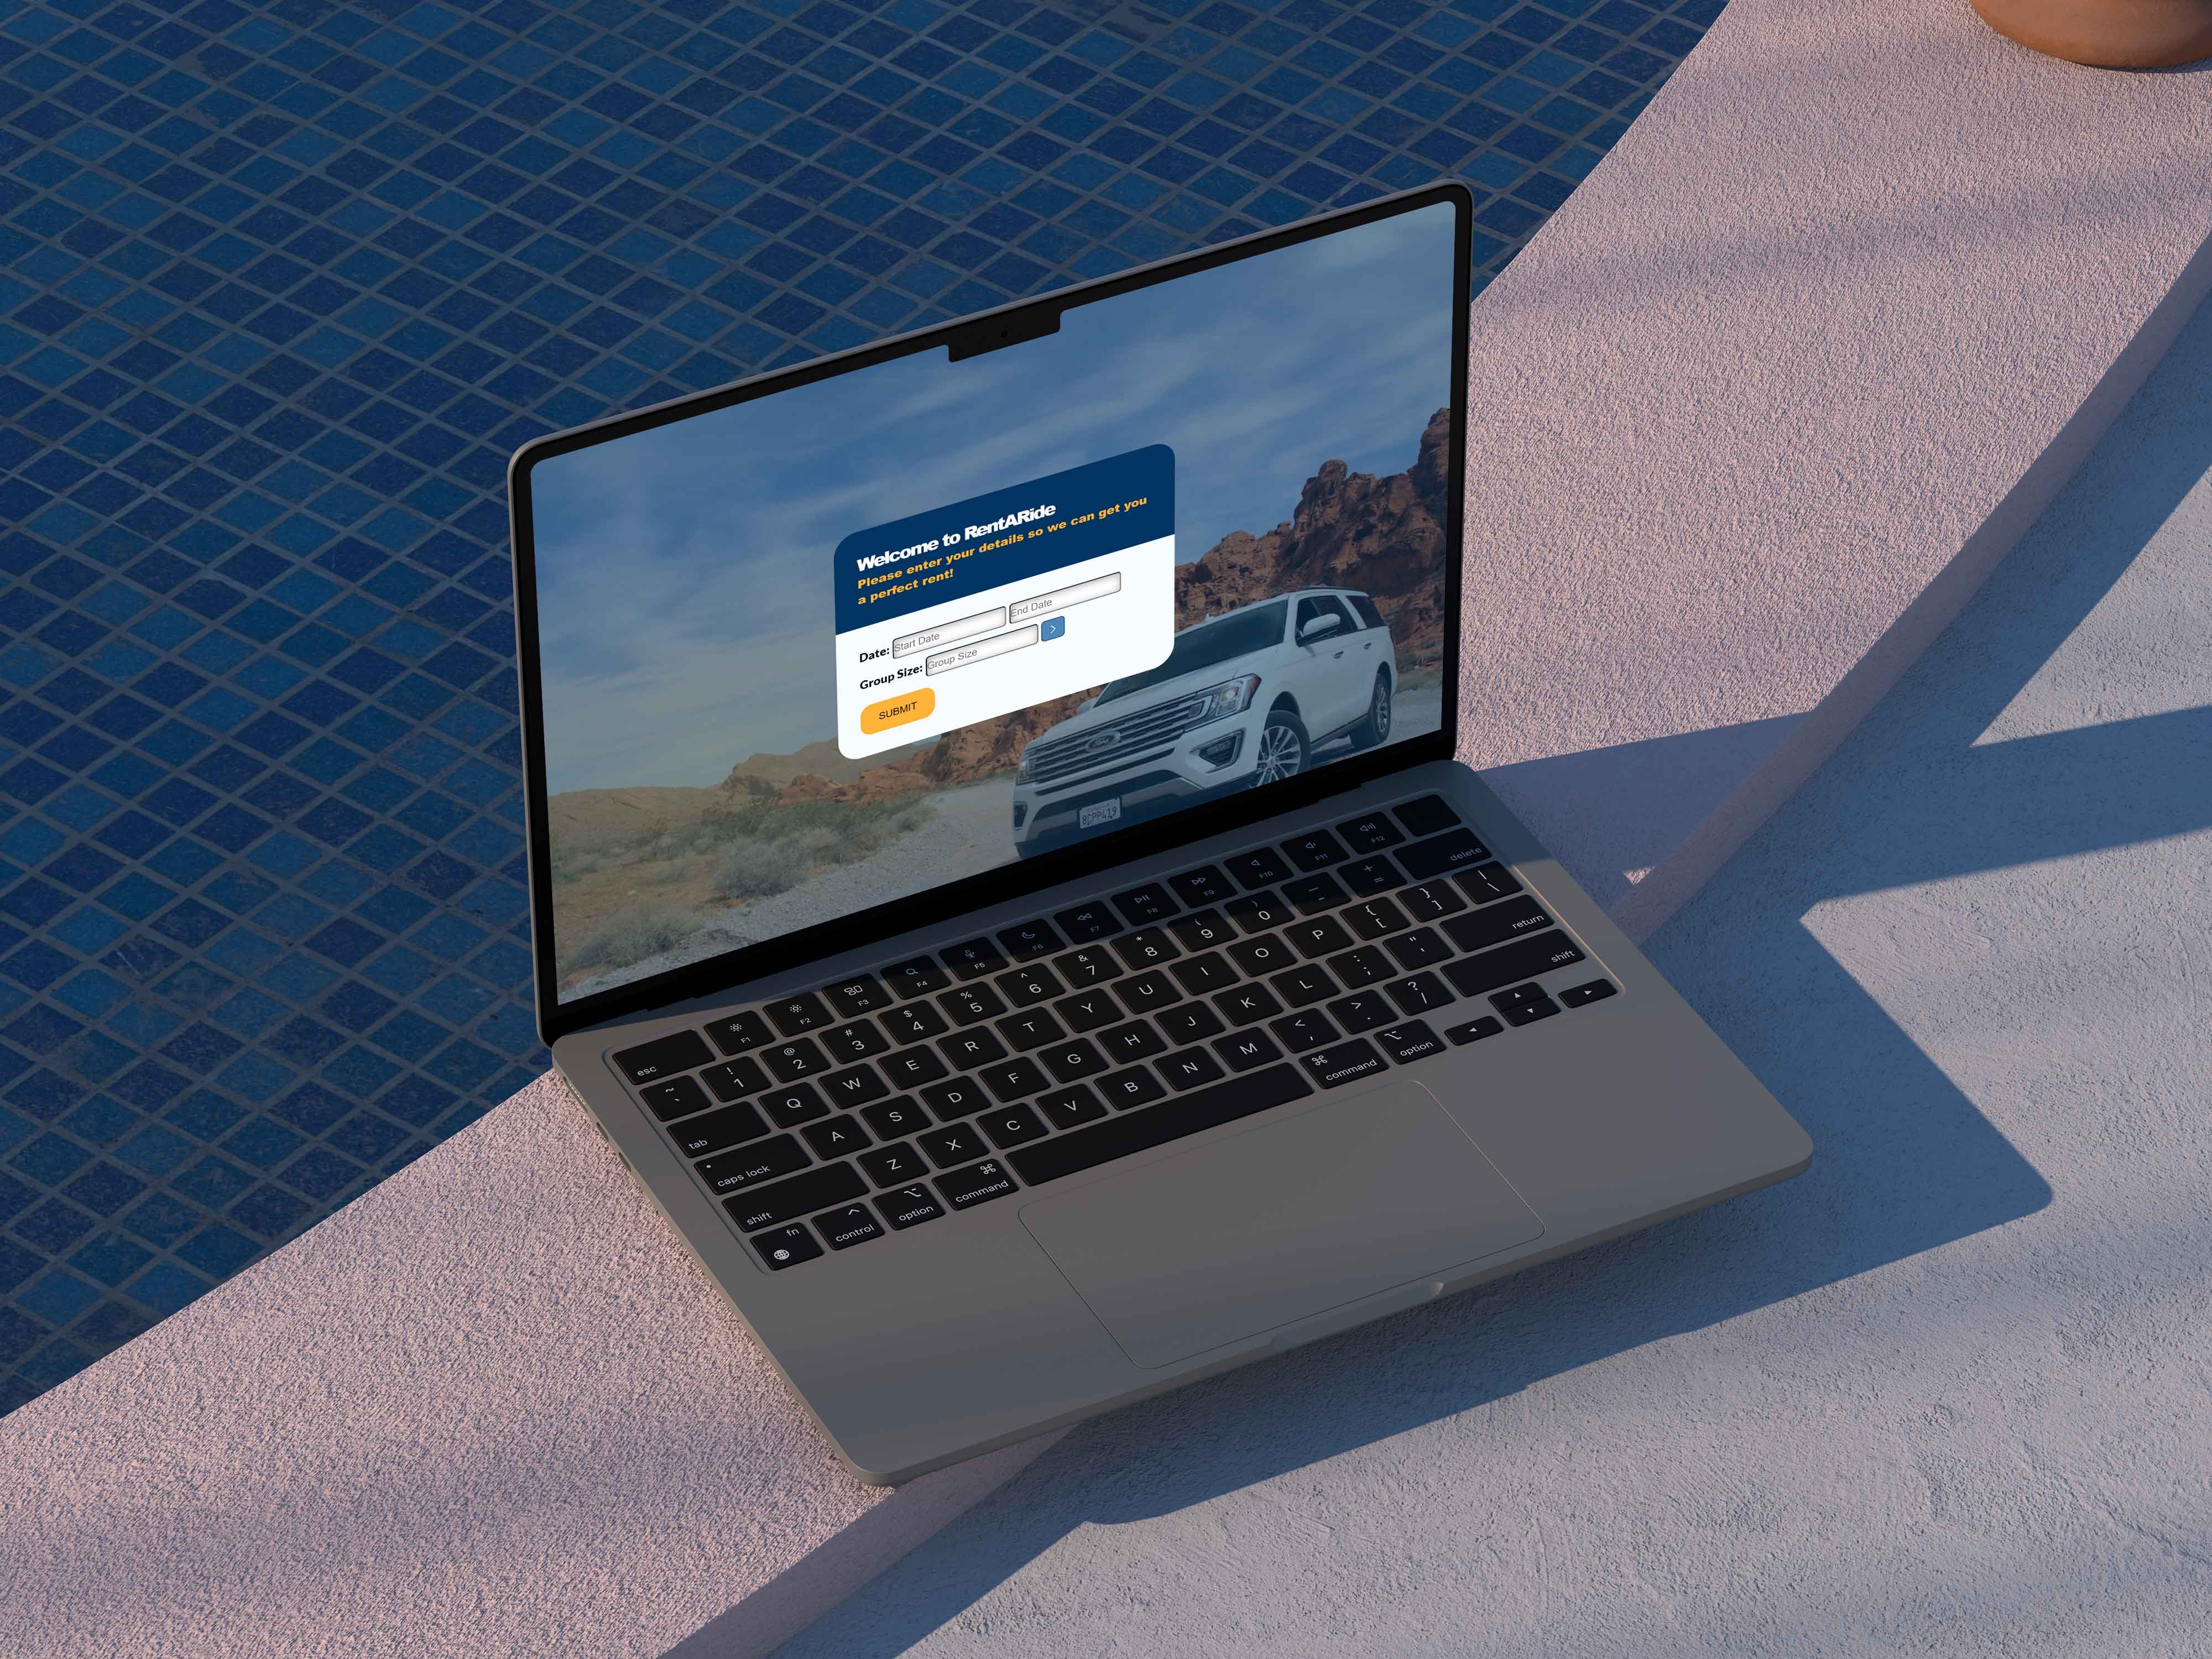 Welcome to RentARide
Please enter your details so we can get you
a perfect rent!
Date: Start Date End Date
Group Size: Group Size >
SUBMIT
Ford
8GPP419
esc F1 F2 F3 F4 F5 F6 F7 F8 F9 F10 F11 F12
~ ` ! 1 @ 2 # 3 $ 4 % 5 ^ 6 & 7 * 8 ( 9 ) 0 — - + = delete
tab Q W E R T Y U I O P { [ } ] | \
caps lock A S D F G H J K L : ; " ' return
shift Z X C V B N M < , > . ? / shift
fn control option command command option